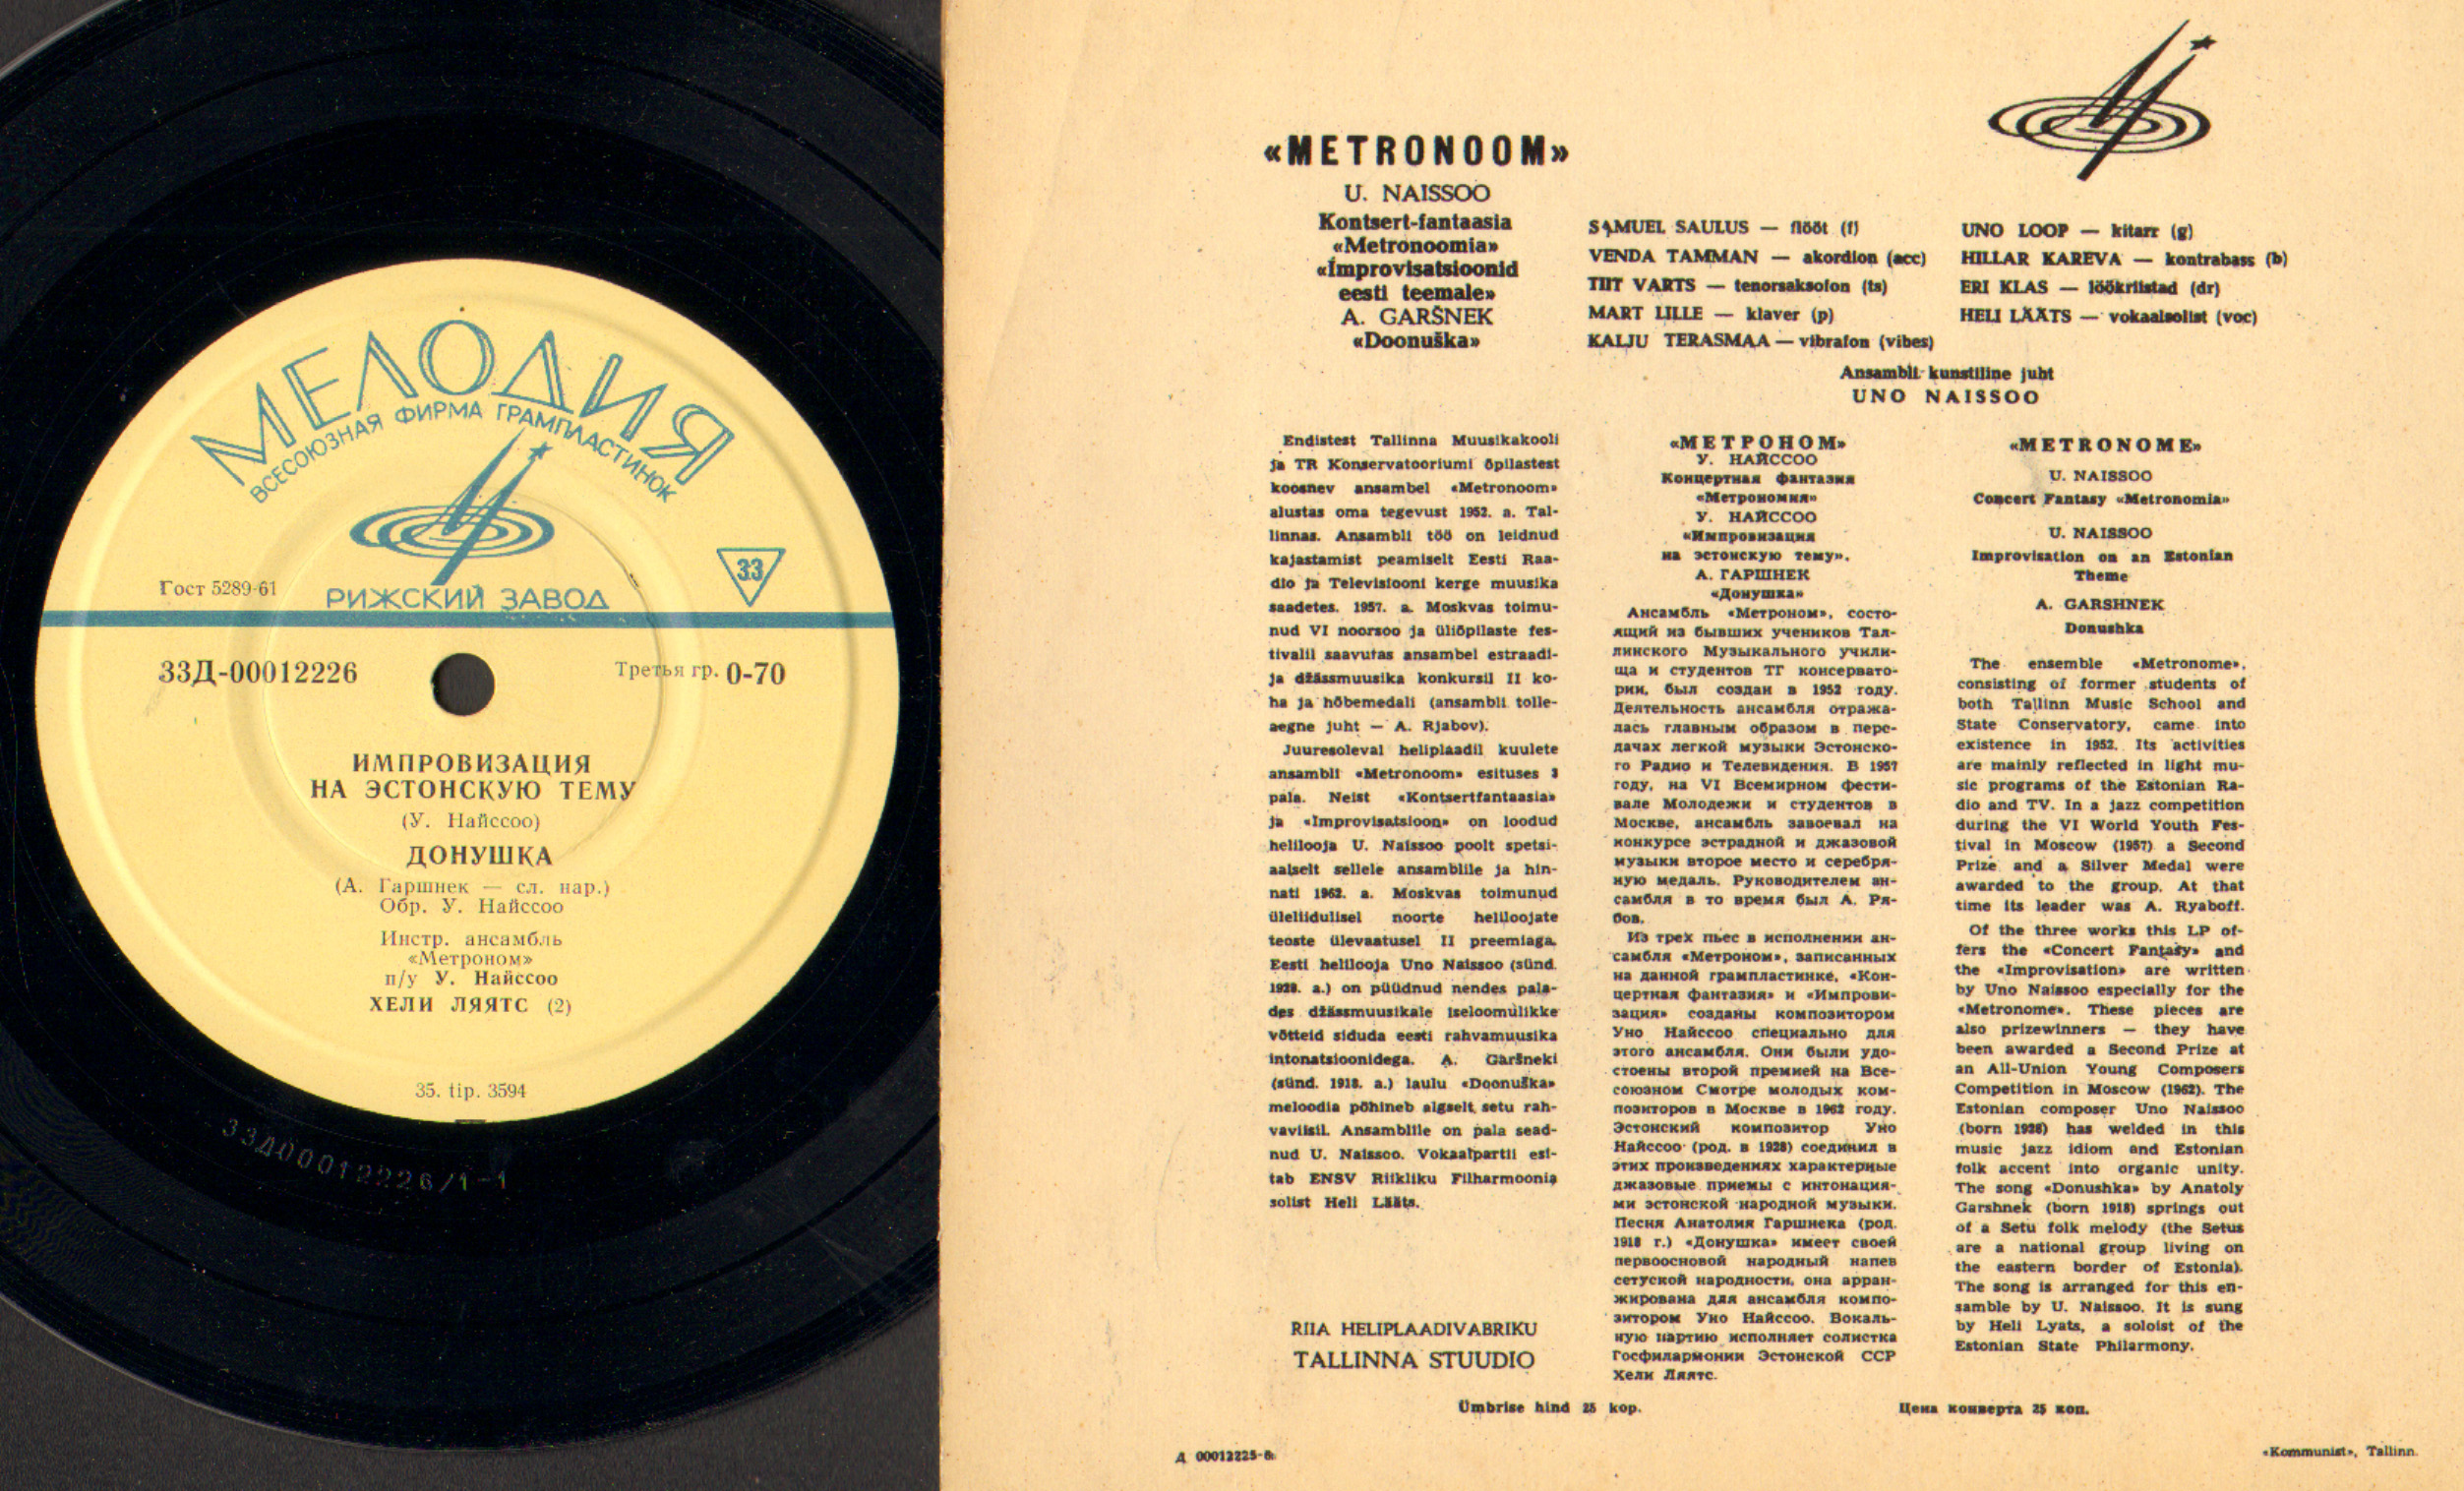 МЕЛОДИЯ
ВСЕСОЮЗНАЯ ФИРМА ГРАМПЛАСТИНОК
33
Гост 5289-61
РИЖСКИЙ ЗАВОД
33Д-00012226
Третья гр. 0-70
ИМПРОВИЗАЦИЯ
НА ЭСТОНСКУЮ ТЕМУ
(У. Найссоо)
ДОНУШКА
(А. Гаршнек — сл. нар.)
Обр. У. Найссоо
Инстр. ансамбль
«Метроном»
п/у У. Найссоо
ХЕЛИ ЛЯЯТС (2)
35. tip. 3594
33Д00012226/1-1
«METRONOOM»
U. NAISSOO
Kontsert-fantaasia
«Metronoomia»
«Improvisatsioonid
eesti teemale»
A. GARŠNEK
«Doonuška»
SAMUEL SAULUS — flööt (f)
VENDA TAMMAN — akordion (acc)
TIIT VARTS — tenorsaksofon (ts)
MART LILLE — klaver (p)
KALJU TERASMAA — vibrafon (vibes)
UNO LOOP — kitarr (g)
HILLAR KAREVA — kontrabass (b)
ERI KLAS — löökriistad (dr)
HELI LÄÄTS — vokaalsolist (voc)
Ansambli kunstiline juht
UNO NAISSOO
Endistest Tallinna Muusikakooli
ja TR Konservatooriumi õpilastest
koosnev ansambel «Metronoom»
alustas oma tegevust 1952. a. Tal-
linnas. Ansambli töö on leidnud
kajastamist peamiselt Eesti Raa-
dio ja Televisiooni kerge muusika
saadetes. 1957. a. Moskvas toimu-
nud VI noorsoo ja üliõpilaste fes-
tivalil saavutas ansambel estraadi-
ja džässmuusika konkursil II ko-
ha ja hõbemedali (ansambli tolle-
aegne juht — A. Rjabov).
Juuresoleval heliplaadil kuulete
ansambli «Metronoom» esituses 3
pala. Neist «Kontsertfantaasia»
ja «Improvisatsioon» on loodud
helilooja U. Naissoo poolt spetsi-
aalselt sellele ansamblile ja hin-
nati 1962. a. Moskvas toimunud
üleliidulisel noorte heliloojate
teoste ülevaatusel II preemiaga.
Eesti helilooja Uno Naissoo (sünd.
1928. a.) on püüdnud nendes pala-
des džässmuusikale iseloomulikke
võtteid siduda eesti rahvamuusika
intonatsioonidega. A. Garšneki
(sünd. 1918. a.) laulu «Doonuška»
meloodia põhineb algselt setu rah-
vaviisil. Ansamblile on pala sead-
nud U. Naissoo. Vokaalpartii esi-
tab ENSV Riikliku Filharmoonia
solist Heli Lääts.
RIIA HELIPLAADIVABRIKU
TALLINNA STUUDIO
«МЕТРОНОМ»
У. НАЙССОО
Концертная фантазия
«Метрономия»
У. НАЙССОО
«Импровизация
на эстонскую тему».
А. ГАРШНЕК
«Донушка»
Ансамбль «Метроном», состо-
ящий из бывших учеников Тал-
линского Музыкального учили-
ща и студентов ТГ консервато-
рии, был создан в 1952 году.
Деятельность ансамбля отража-
лась главным образом в пере-
дачах легкой музыки Эстонско-
го Радио и Телевидения. В 1957
году, на VI Всемирном фести-
вале Молодежи и студентов в
Москве, ансамбль завоевал на
конкурсе эстрадной и джазовой
музыки второе место и серебря-
ную медаль. Руководителем ан-
самбля в то время был А. Ря-
бов.
Из трех пьес в исполнении ан-
самбля «Метроном», записанных
на данной грампластинке, «Кон-
цертная фантазия» и «Импрови-
зация» созданы композитором
Уно Найссоо специально для
этого ансамбля. Они были удо-
стоены второй премией на Все-
союзном Смотре молодых ком-
позиторов в Москве в 1962 году.
Эстонский композитор Уно
Найссоо (род. в 1928) соединил в
этих произведениях характерные
джазовые приемы с интонация-
ми эстонской народной музыки.
Песня Анатолия Гаршнека (род.
1918 г.) «Донушка» имеет своей
первоосновой народный напев
сетуской народности, она арран-
жирована для ансамбля компо-
зитором Уно Найссоо. Вокаль-
ную партию исполняет солистка
Госфилармонии Эстонской ССР
Хели Ляятс.
«METRONOME»
U. NAISSOO
Concert Fantasy «Metronomia»
U. NAISSOO
Improvisation on an Estonian
Theme
A. GARSHNEK
Donushka
The ensemble «Metronome»,
consisting of former students of
both Tallinn Music School and
State Conservatory, came into
existence in 1952. Its activities
are mainly reflected in light mu-
sic programs of the Estonian Ra-
dio and TV. In a jazz competition
during the VI World Youth Fes-
tival in Moscow (1957) a Second
Prize and a Silver Medal were
awarded to the group. At that
time its leader was A. Ryaboff.
Of the three works this LP of-
fers the «Concert Fantasy» and
the «Improvisation» are written
by Uno Naissoo especially for the
«Metronome». These pieces are
also prizewinners — they have
been awarded a Second Prize at
an All-Union Young Composers
Competition in Moscow (1962). The
Estonian composer Uno Naissoo
(born 1928) has welded in this
music jazz idiom and Estonian
folk accent into organic unity.
The song «Donushka» by Anatoly
Garshnek (born 1918) springs out
of a Setu folk melody (the Setus
are a national group living on
the eastern border of Estonia).
The song is arranged for this en-
samble by U. Naissoo. It is sung
by Heli Lyats, a soloist of the
Estonian State Philarmony.
Ümbrise hind 25 kop.
Цена конверта 25 коп.
Д 00012225-6
«Kommunist», Tallinn.